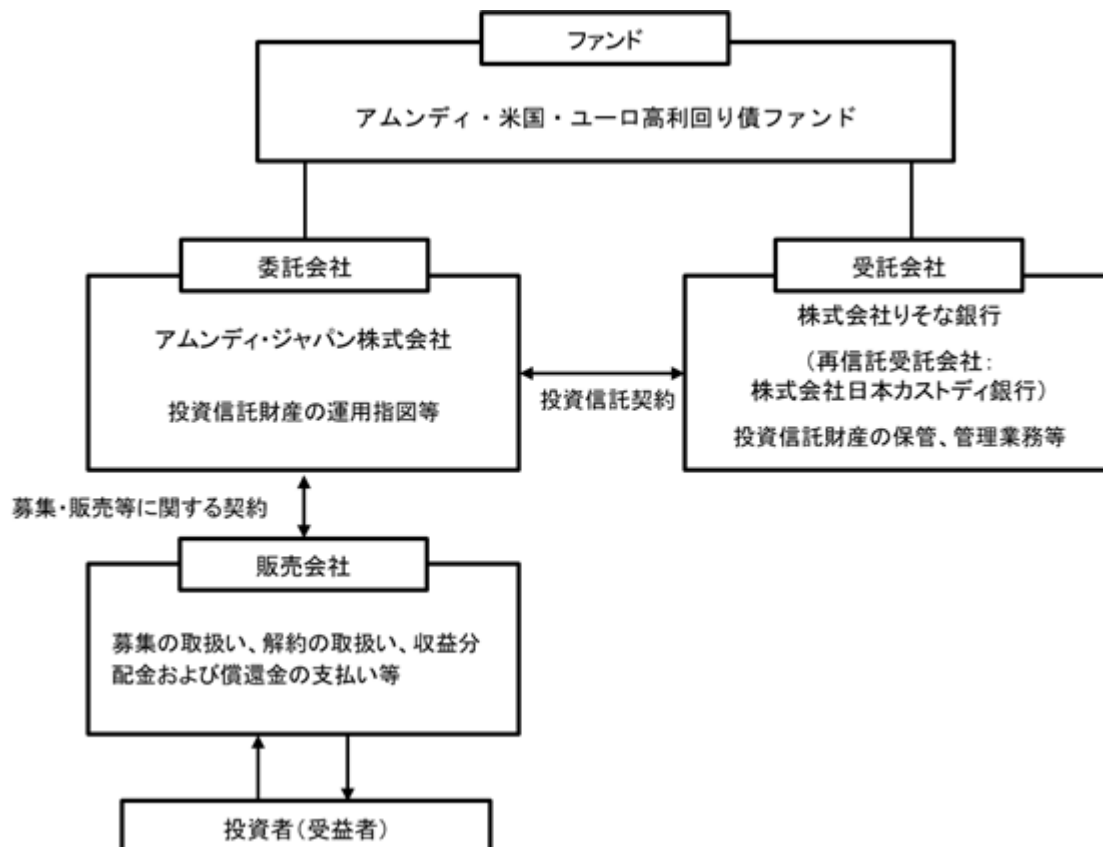 ファンド
アムンディ・米国・ユーロ高利回り債ファンド
委託会社
アムンディ・ジャパン株式会社
投資信託財産の運用指図等
投資信託契約
受託会社
株式会社りそな銀行
（再信託受託会社：
株式会社日本カストディ銀行）
投資信託財産の保管、管理業務等
募集・販売等に関する契約
販売会社
募集の取扱い、解約の取扱い、収益分
配金および償還金の支払い等
投資者（受益者）